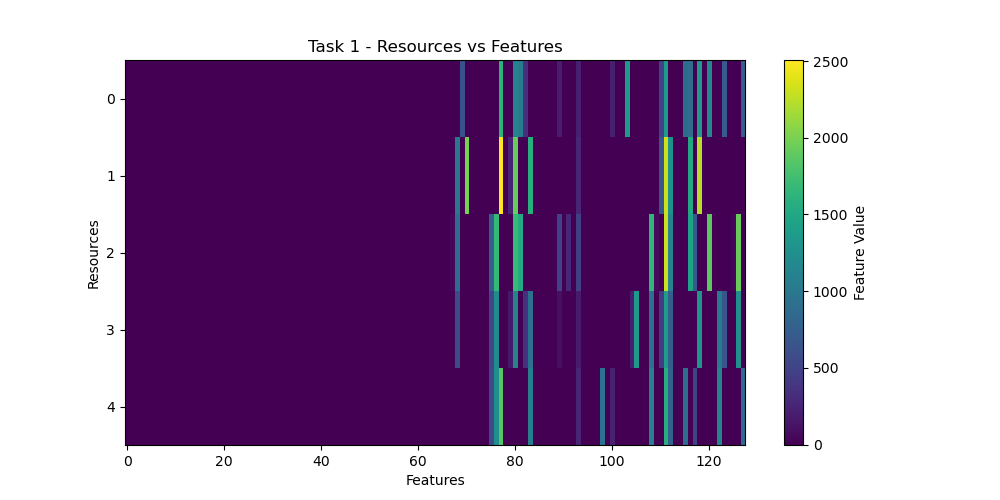 Task 1 - Resources vs Features
Resources
0
1
2
3
4
0 20 40 60 80 100 120
Features
2500
2000
1500
1000
500
0
Feature Value